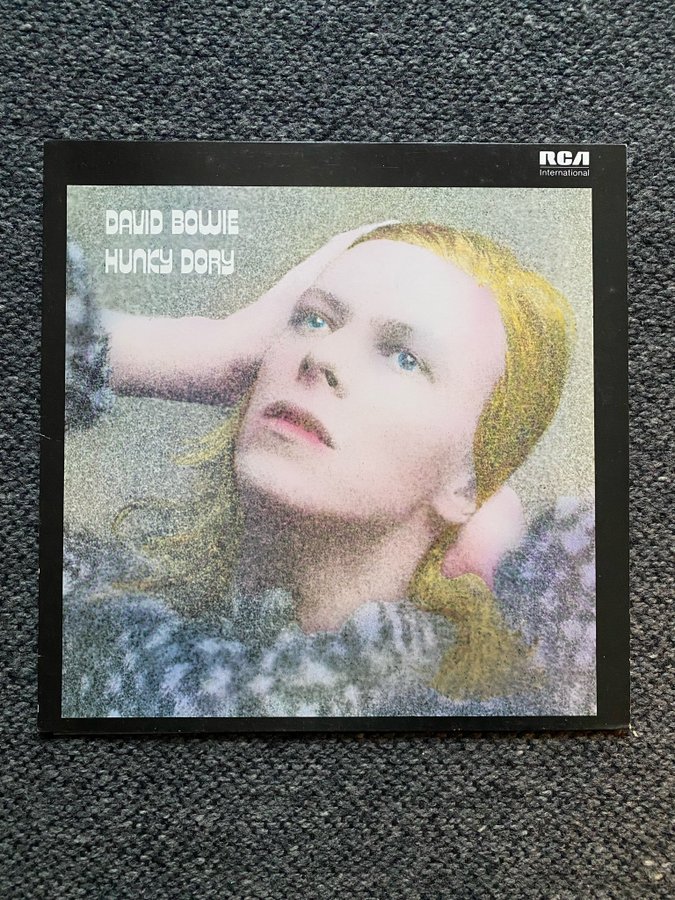 RCA
International
DAVID BOWIE
HUNKY DORY